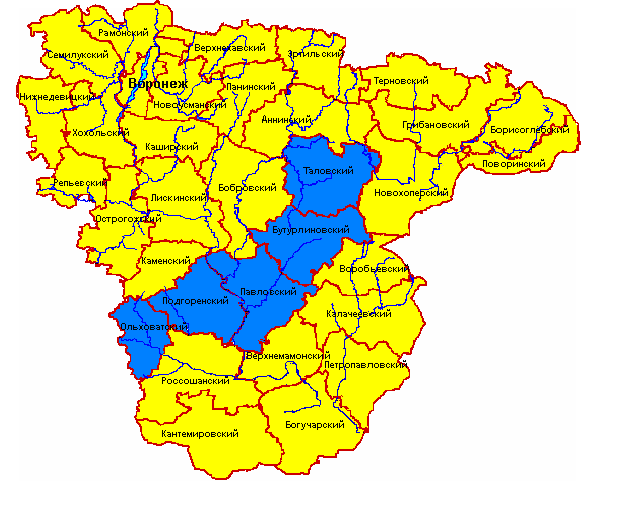 Рамонский
Верхнехавский
Эртильский
Семилукский
Терновский
Воронеж
Панинский
Нижнедевицкий
Новоусманский
Аннинский
Грибановский
Борисоглебский
Хохольский
Каширский
Поворинский
Таловский
Репьевский
Бобровский
Новохоперский
Лискинский
Острогожский
Бутурлиновский
Каменский
Воробьевский
Павловский
Подгоренский
Калачеевский
Ольховатский
Верхнемамонский
Петропавловский
Россошанский
Богучарский
Кантемировский